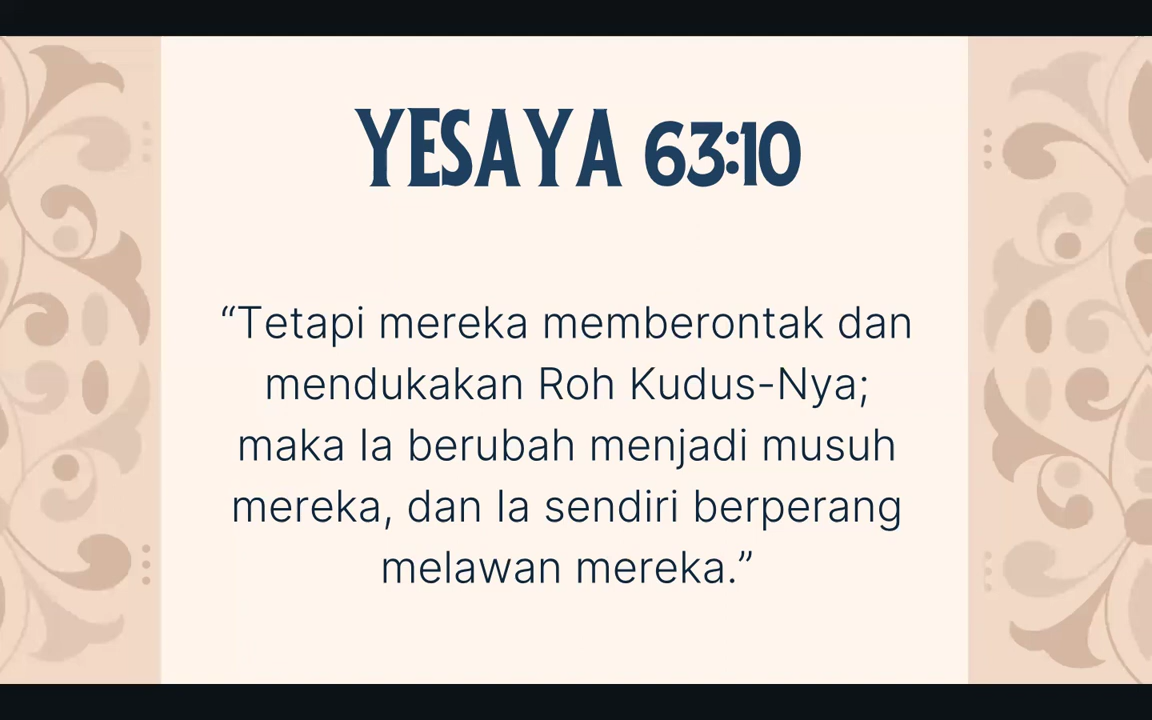 YESAYA 63:10
“Tetapi mereka memberontak dan
mendukakan Roh Kudus-Nya;
maka Ia berubah menjadi musuh
mereka, dan Ia sendiri berperang
melawan mereka.”